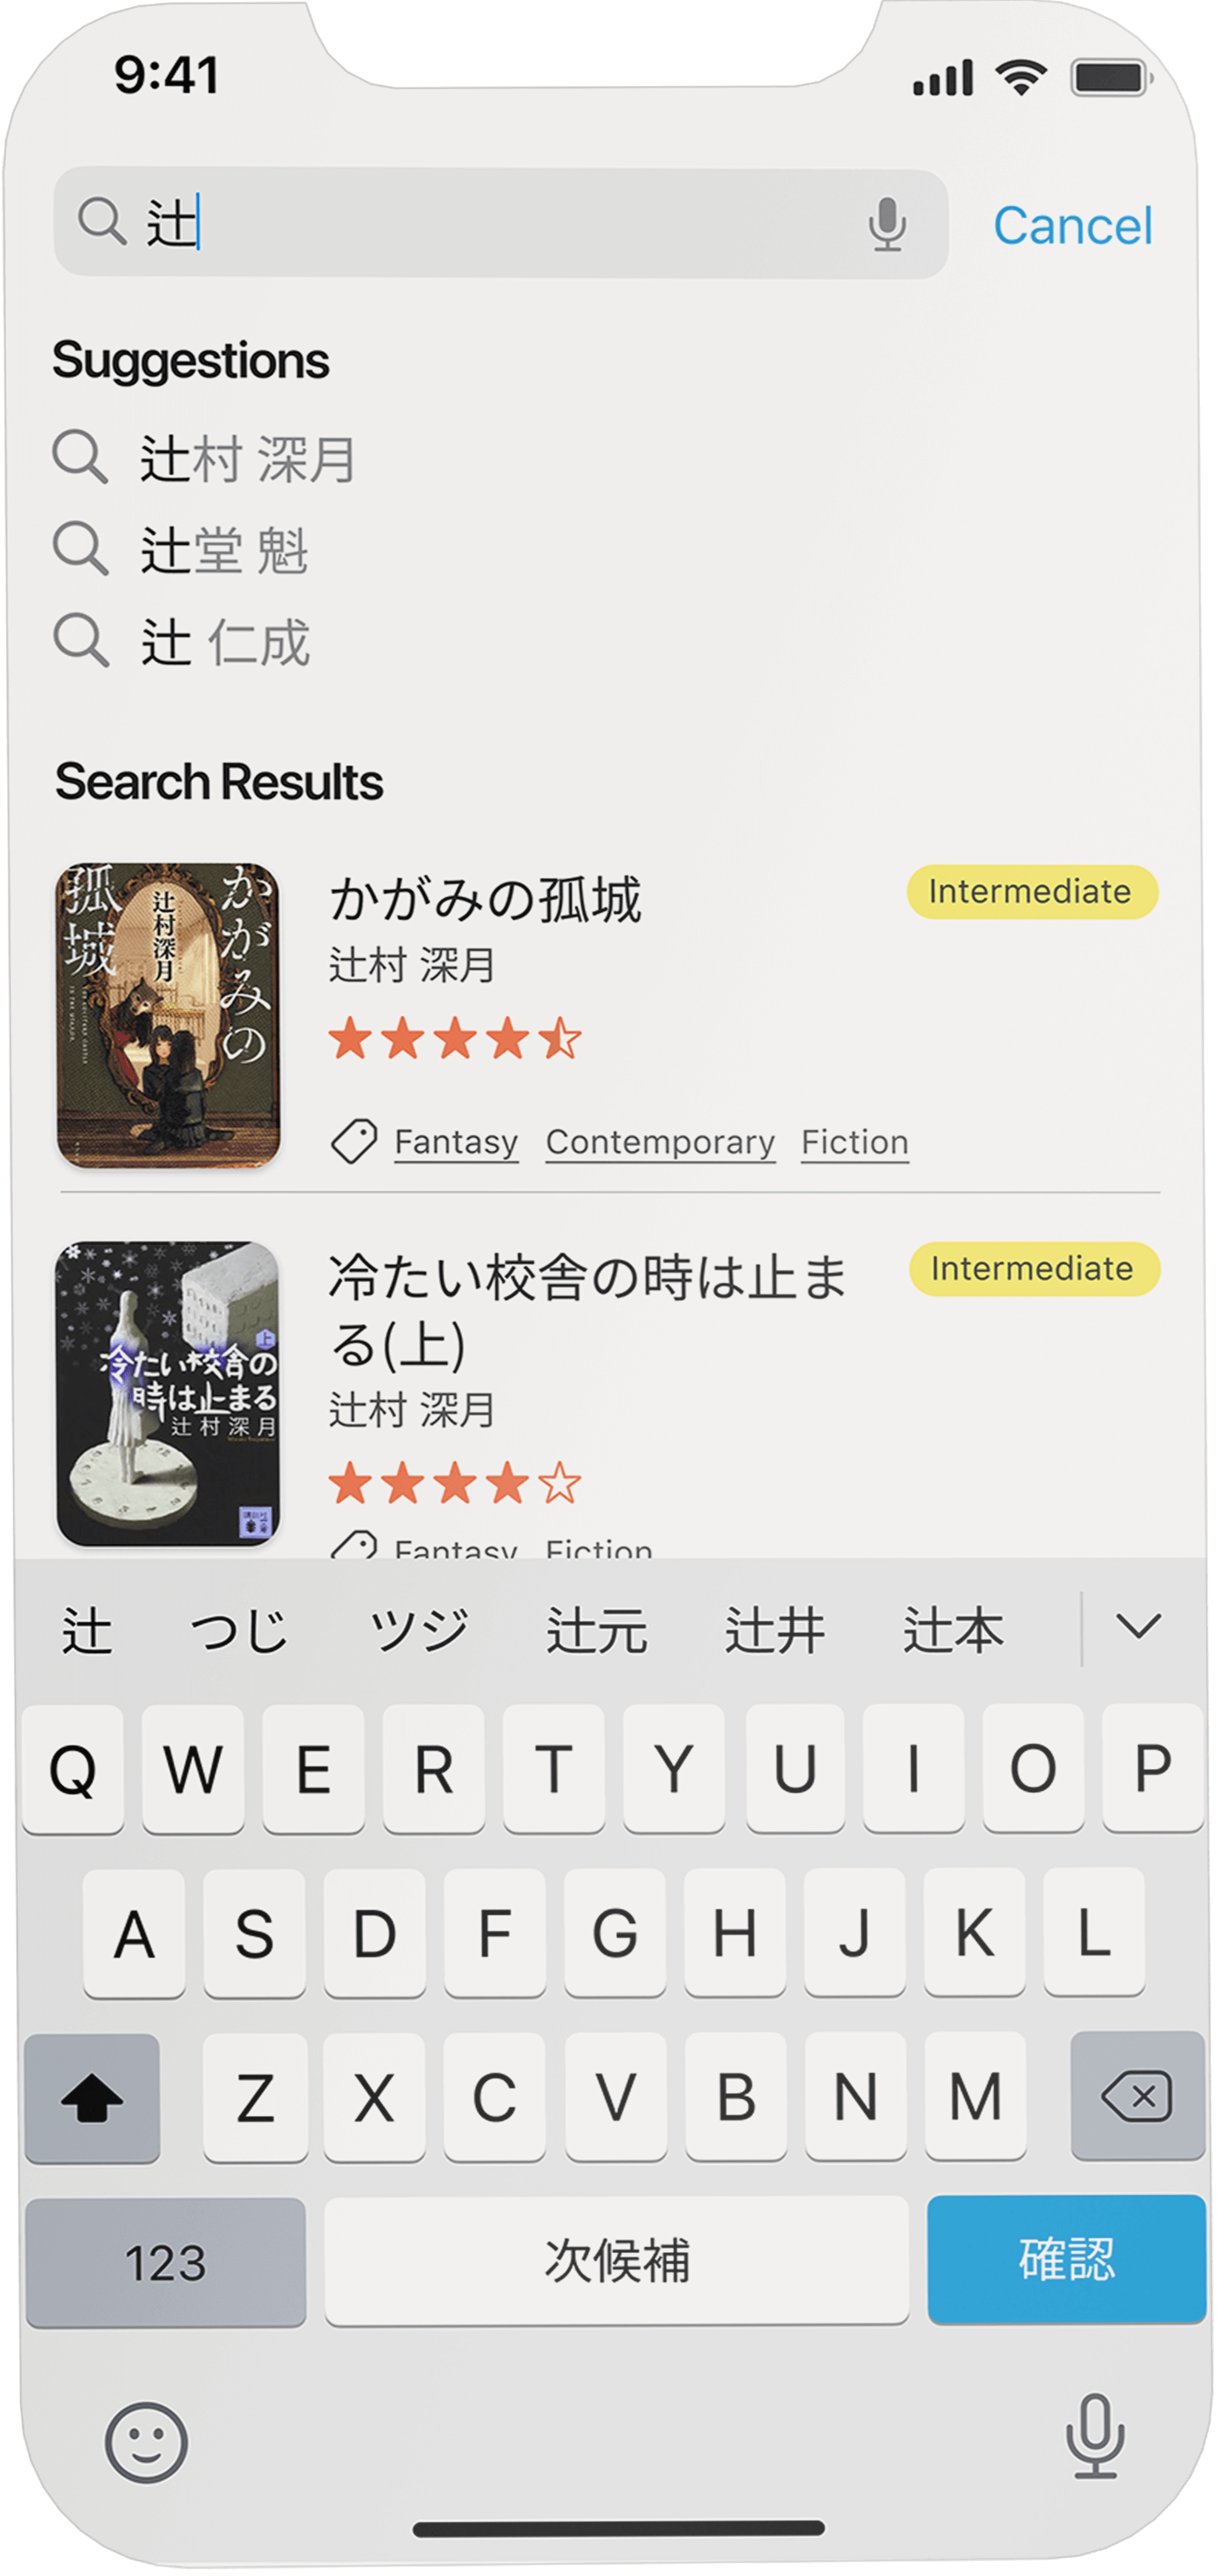 9:41
辻
Cancel
Suggestions
辻村 深月
辻堂 魁
辻 仁成
Search Results
かがみの
孤城
辻村深月
かがみの孤城
Intermediate
辻村 深月
Fantasy Contemporary Fiction
上
冷たい校舎の
時は止まる
辻村深月
冷たい校舎の時は止ま
る(上)
Intermediate
辻村 深月
Fantasy Fiction
辻 つじ ツジ 辻元 辻井 辻本
Q W E R T Y U I O P
A S D F G H J K L
Z X C V B N M
123 次候補 確認